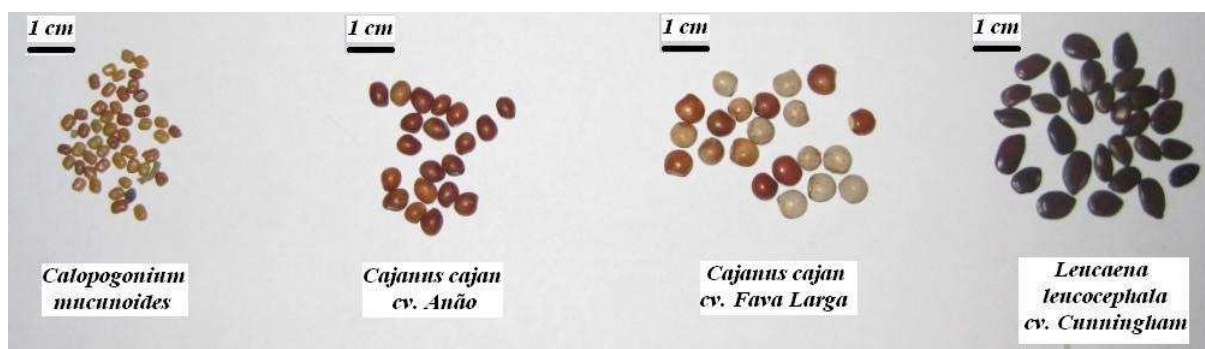 1 cm
1 cm
1 cm
1 cm
Calopogonium
mucunoides
Cajanus cajan
cv. Anão
Cajanus cajan
cv. Fava Larga
Leucaena
leucocephala
cv. Cunningham